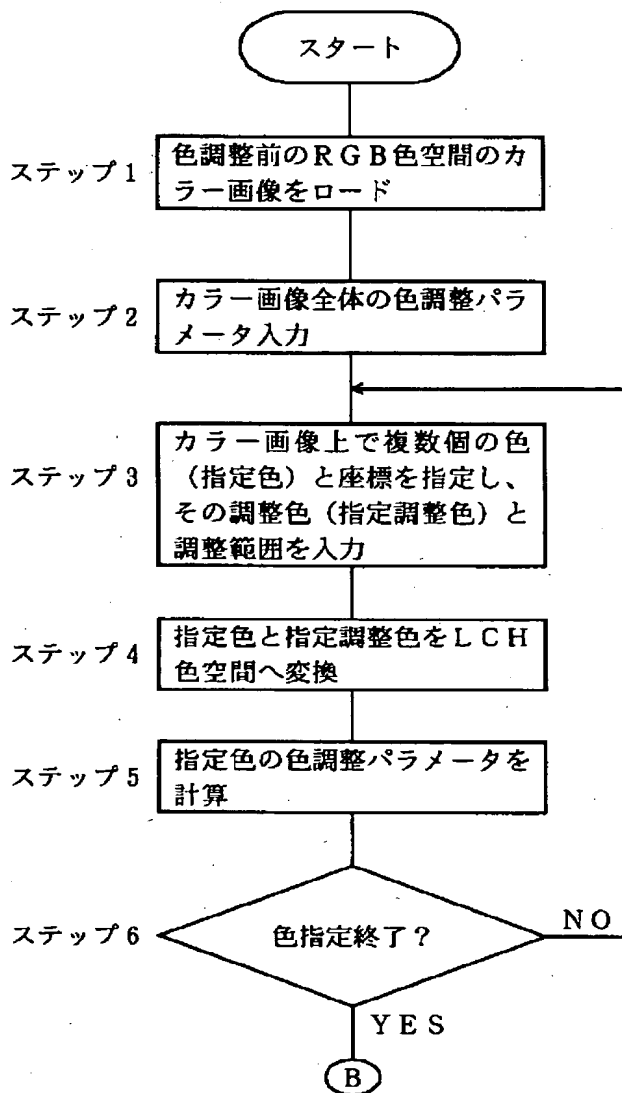 スタート
ステップ1
色調整前のRGB色空間のカ
ラー画像をロード
ステップ2
カラー画像全体の色調整パラ
メータ入力
ステップ3
カラー画像上で複数個の色
(指定色)と座標を指定し、
その調整色(指定調整色)と
調整範囲を入力
ステップ4
指定色と指定調整色をLCH
色空間へ変換
ステップ5
指定色の色調整パラメータを
計算
ステップ6
色指定終了?
NO
YES
B